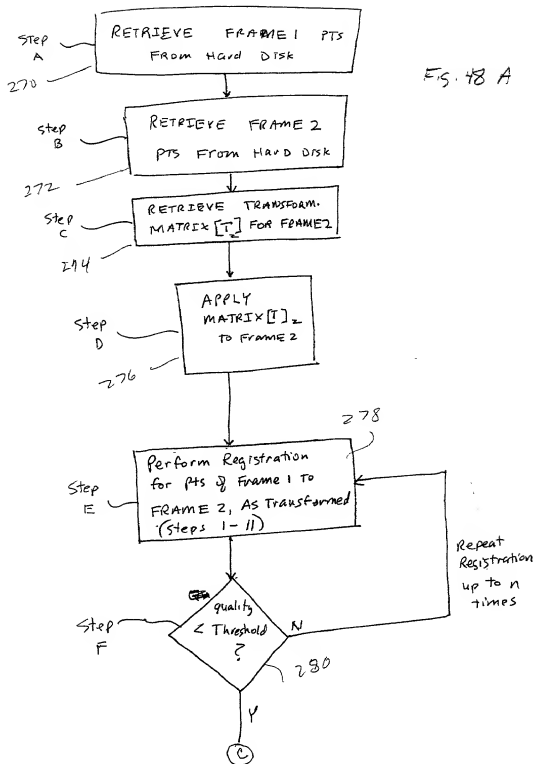 Fig. 48 A
Step A
RETRIEVE FRAME 1 PTS
From Hard Disk
270
Step B
RETRIEVE FRAME 2
PTS From Hard Disk
272
Step C
RETRIEVE TRANSFORM.
MATRIX [T2] FOR FRAME2
274
Step D
APPLY
MATRIX [T]2
to Frame 2
276
278
Step E
Perform Registration
for pts of Frame 1 To
FRAME 2, As Transformed
(Steps 1-11)
Repeat
Registration
up to n
times
Step F
quality
< Threshold
?
N
280
Y
C